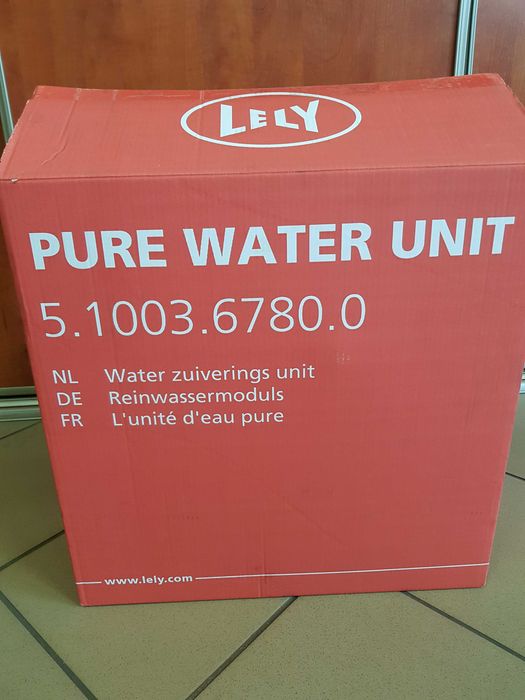 LELY
PURE WATER UNIT
5.1003.6780.0
NL Water zuiverings unit
DE Reinwassermoduls
FR L'unité d'eau pure
www.lely.com